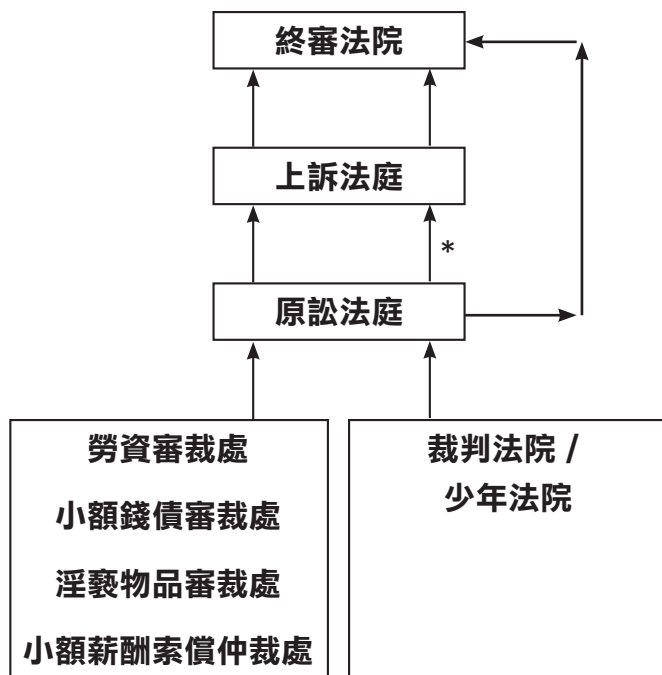 終審法院
上訴法庭
*
原訟法庭
勞資審裁處
小額錢債審裁處
淫褻物品審裁處
小額薪酬索償仲裁處
裁判法院 /
少年法院